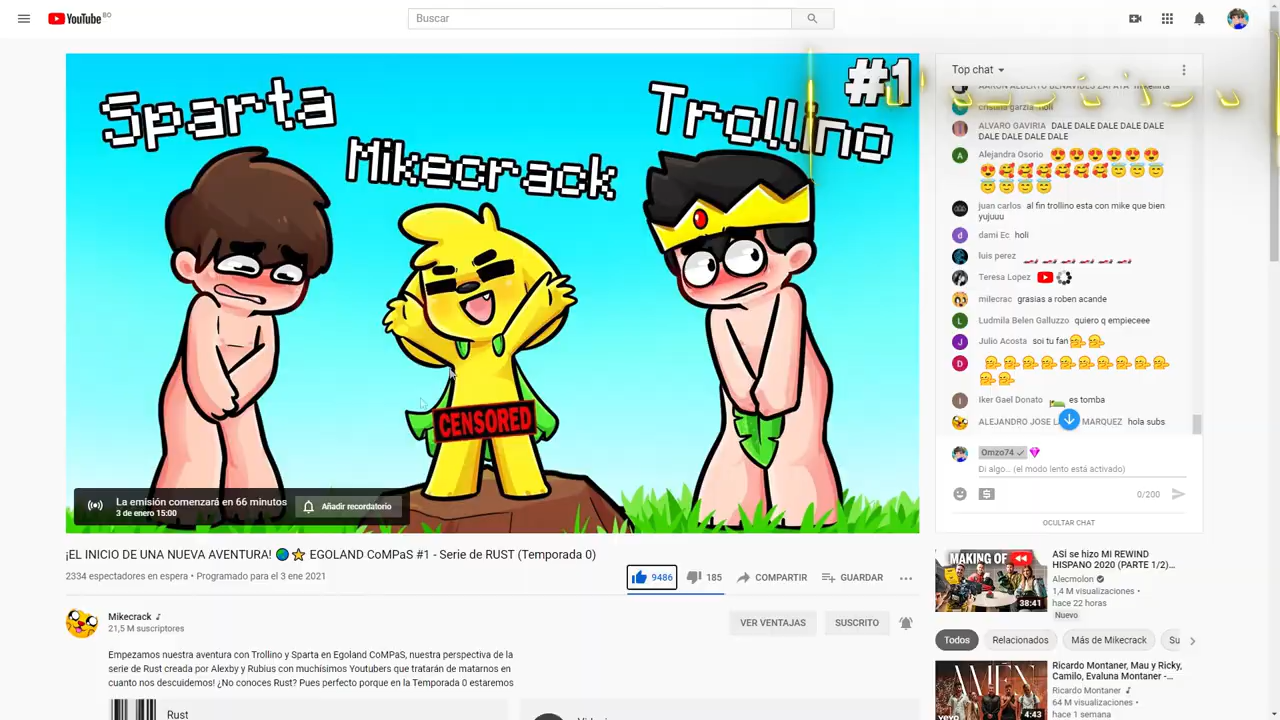 YouTube BO
Buscar
Sparta
Mikecrack
Trollino
#1
CENSORED
La emisión comenzará en 66 minutos
3 de enero 15:00
Añadir recordatorio
¡EL INICIO DE UNA NUEVA AVENTURA! 🌍⭐ EGOLAND CoMPaS #1 - Serie de RUST (Temporada 0)
2334 espectadores en espera • Programado para el 3 ene 2021
9486
185
COMPARTIR
GUARDAR
Mikecrack
21,5 M suscriptores
VER VENTAJAS
SUSCRITO
Empezamos nuestra aventura con Trollino y Sparta en Egoland CoMPaS, nuestra perspectiva de la
serie de Rust creada por Alexby y Rubius con muchísimos Youtubers que tratarán de matarnos en
cuanto nos descuidemos! ¿No conoces Rust? Pues perfecto porque en la Temporada 0 estaremos
Rust
Top chat
cristina garzia holi
ALVARO GAVIRIA DALE DALE DALE DALE DALE
DALE DALE DALE DALE
Alejandra Osorio 😍😍😍😍😍😍
😍🥰🥰🥰🥰🥰🥰😇😇😇
😇😇😇😇
juan carlos al fin trollino esta con mike que bien
yujuuu
dami Ec holi
luis perez
Teresa Lopez
milecrac grasias a roben acande
Ludmila Belen Galluzzo quiero q empieceee
Julio Acosta soi tu fan🤗🤗
D 🤗🤗🤗🤗🤗🤗🤗🤗🤗🤗
🤗🤗
Iker Gael Donato es tomba
ALEJANDRO JOSE MARQUEZ hola subs
Omzo74
Di algo... (el modo lento está activado)
0/200
OCULTAR CHAT
MAKING OF
38:41
ASÍ se hizo MI REWIND
HISPANO 2020 (PARTE 1/2)...
Alecmolon
1,4 M visualizaciones •
hace 22 horas
Nuevo
Todos
Relacionados
Más de Mikecrack
Su
AMÉN
vevo
4:43
Ricardo Montaner, Mau y Ricky,
Camilo, Evaluna Montaner -...
Ricardo Montaner
64 M visualizaciones •
hace 1 semana